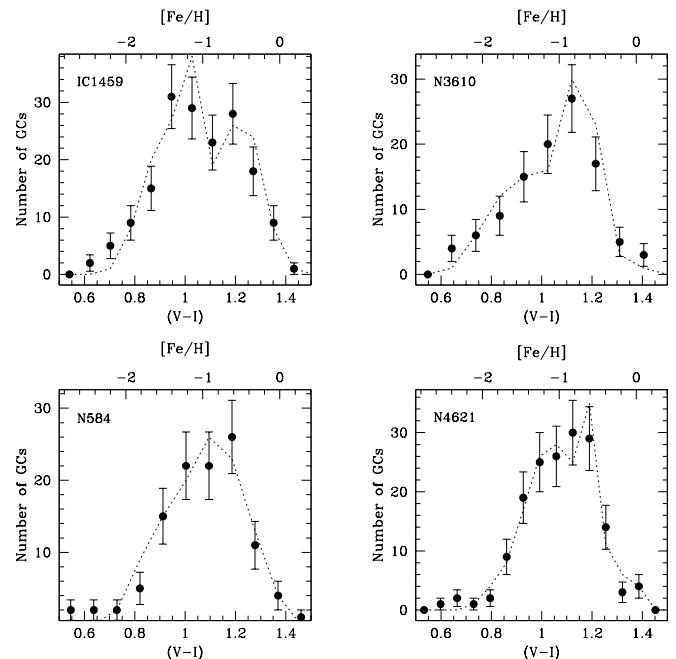 [Fe/H]
-2 -1 0
IC1459
Number of GCs
30
20
10
0
0.6 0.8 1 1.2 1.4
(V-I)
[Fe/H]
-2 -1 0
N3610
Number of GCs
30
20
10
0
0.6 0.8 1 1.2 1.4
(V-I)
[Fe/H]
-2 -1 0
N584
Number of GCs
30
20
10
0.6 0.8 1 1.2 1.4
(V-I)
[Fe/H]
-2 -1 0
N4621
Number of GCs
30
20
10
0
0.6 0.8 1 1.2 1.4
(V-I)